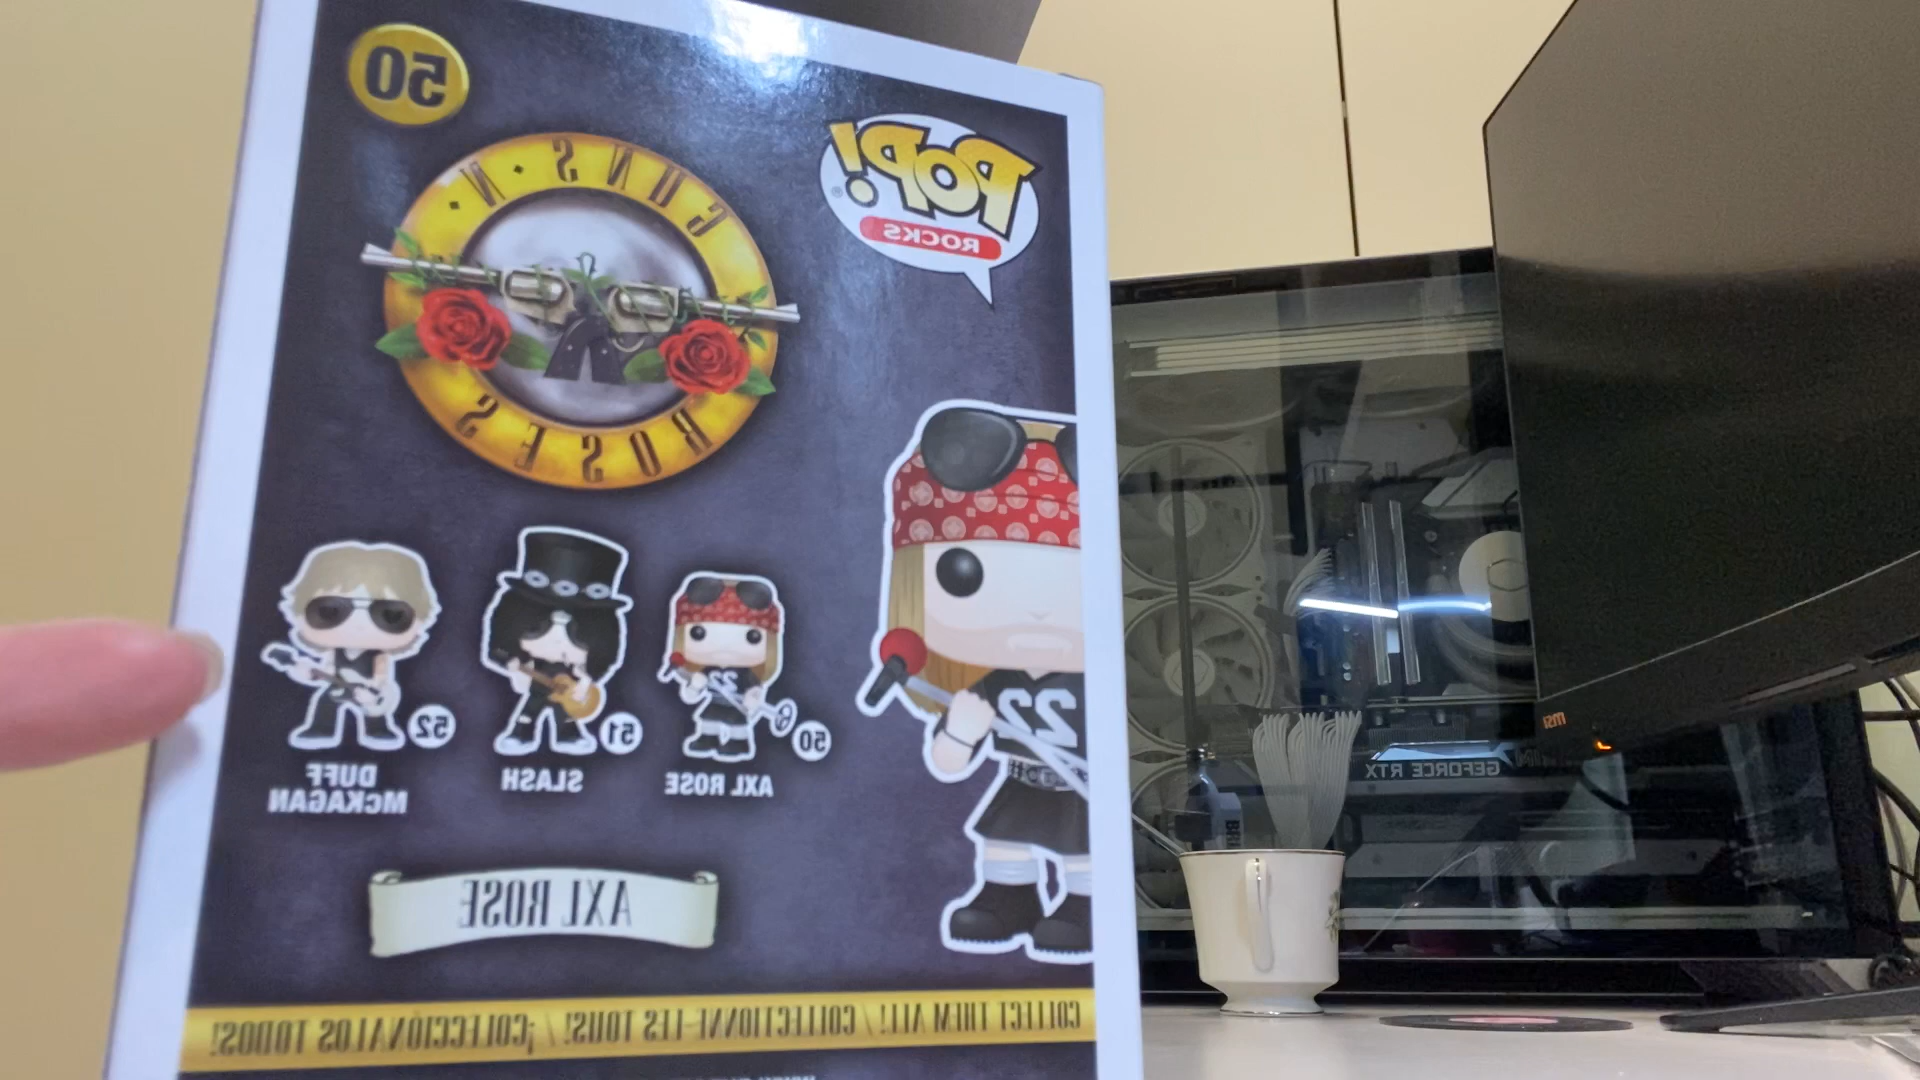 50
POP!
ROCKS
GUNS N
ROSES
22
50
51
52
AXL ROSE
SLASH
DUFF
McKAGAN
22
AXL ROSE
COLLECT THEM ALL! / COLLECTIONNE-LES TOUS! / ¡COLECCIÓNALOS TODOS!
msi
GEFORCE RTX